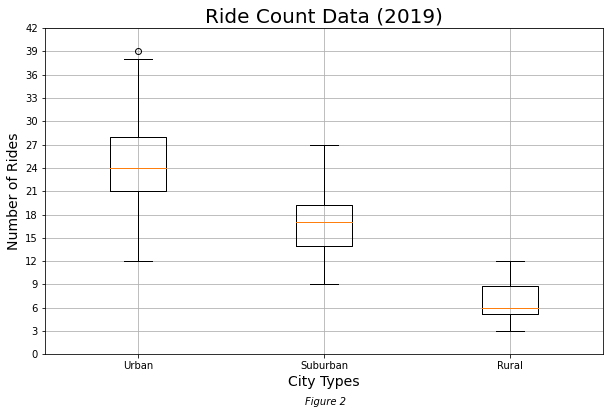 Ride Count Data (2019)
42
39
36
33
30
27
24
21
18
15
12
9
6
3
0
Number of Rides
Urban
Suburban
Rural
City Types
Figure 2